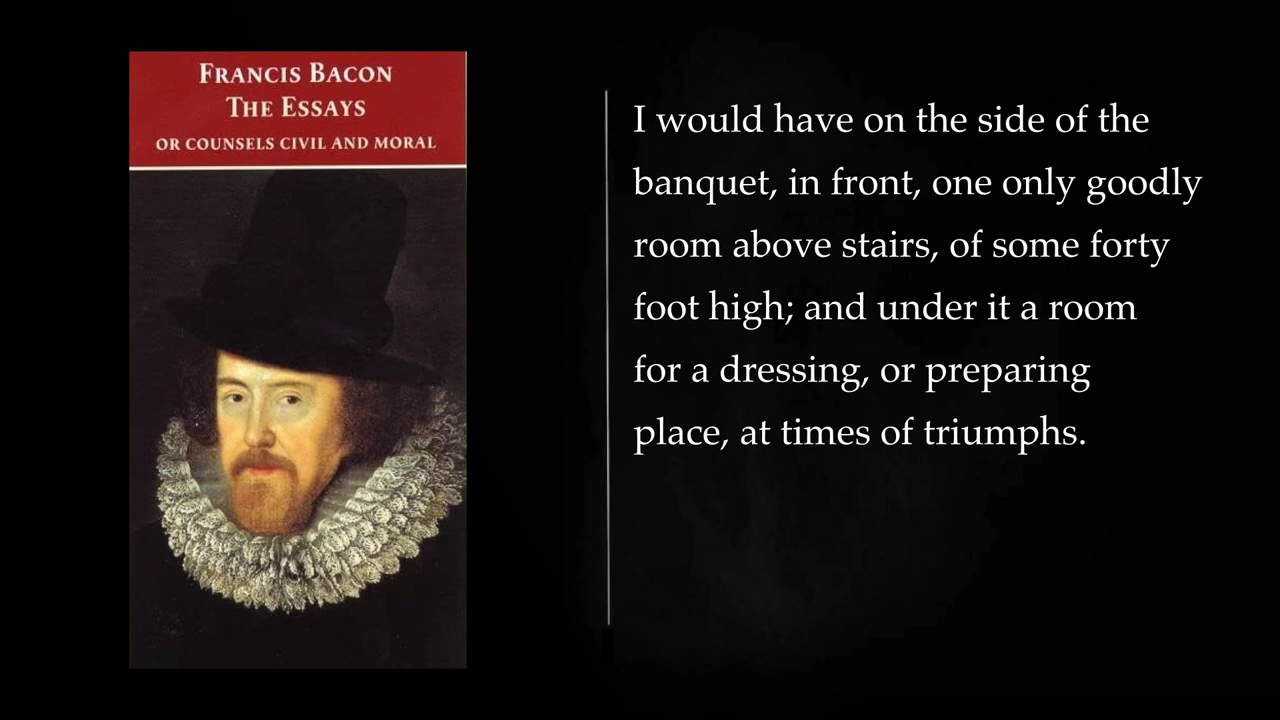 FRANCIS BACON
THE ESSAYS
OR COUNSELS CIVIL AND MORAL
I would have on the side of the
banquet, in front, one only goodly
room above stairs, of some forty
foot high; and under it a room
for a dressing, or preparing
place, at times of triumphs.